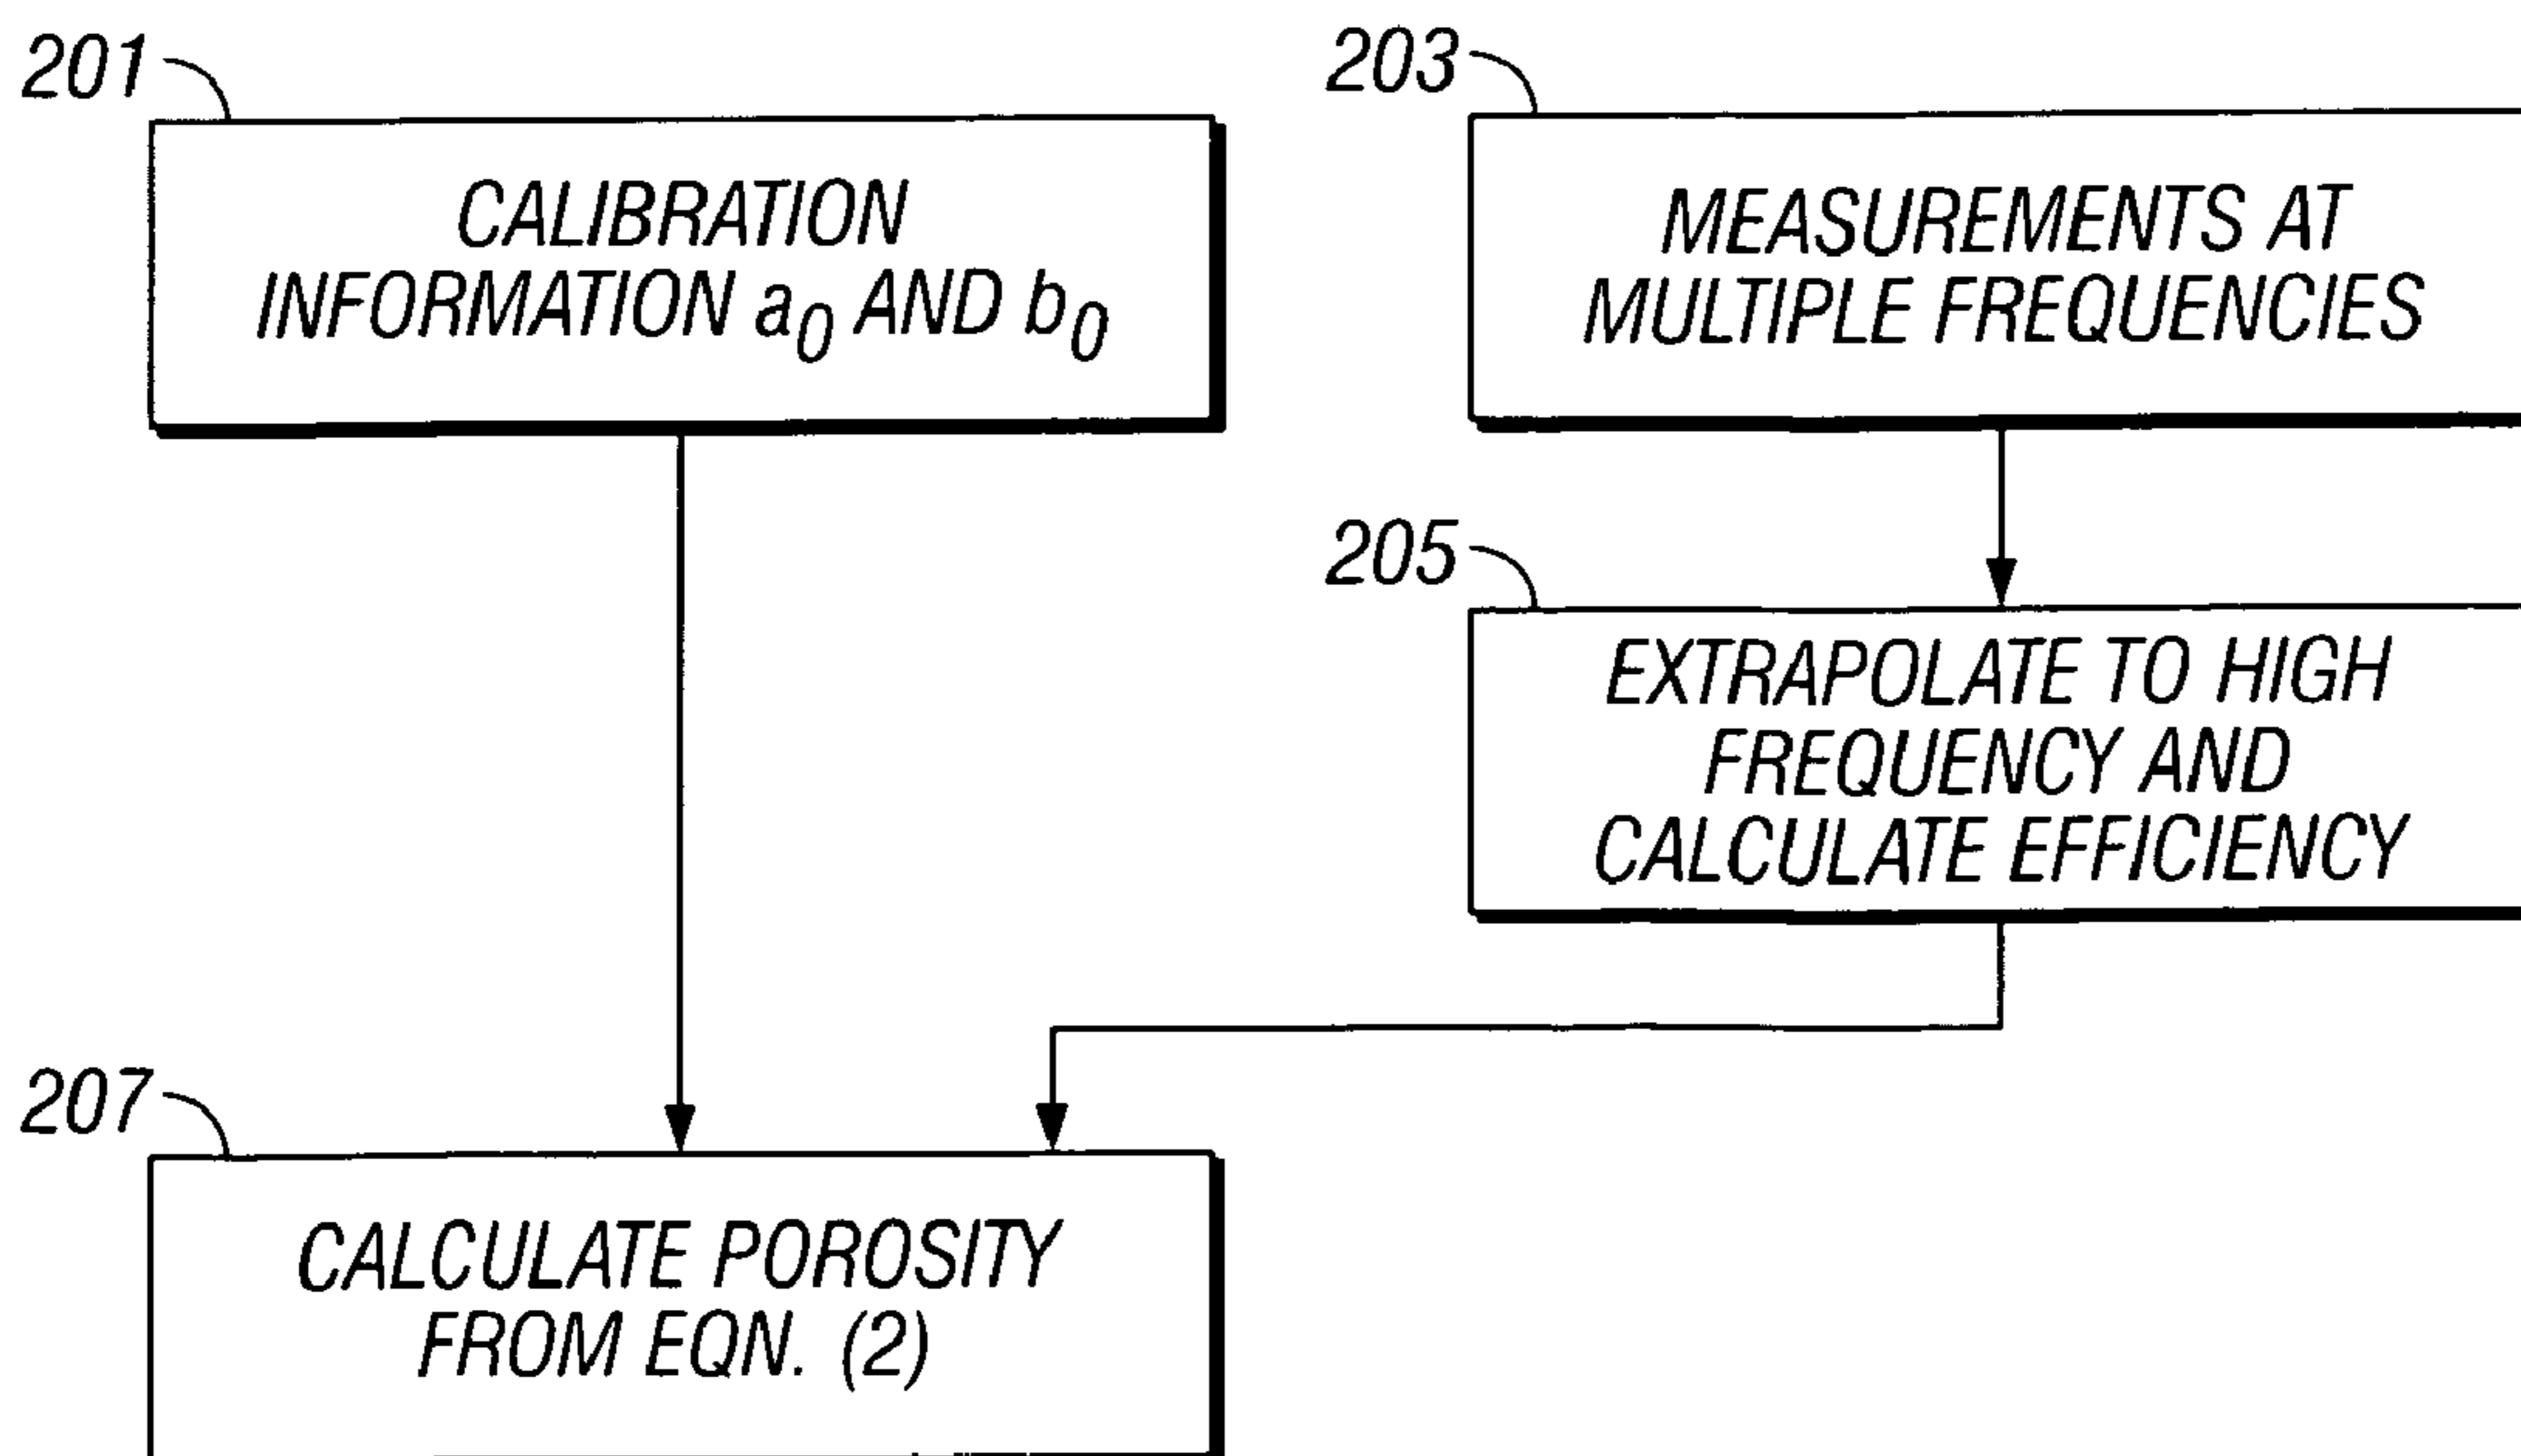 201
CALIBRATION
INFORMATION a0 AND b0
203
MEASUREMENTS AT
MULTIPLE FREQUENCIES
205
EXTRAPOLATE TO HIGH
FREQUENCY AND
CALCULATE EFFICIENCY
207
CALCULATE POROSITY
FROM EQN. (2)